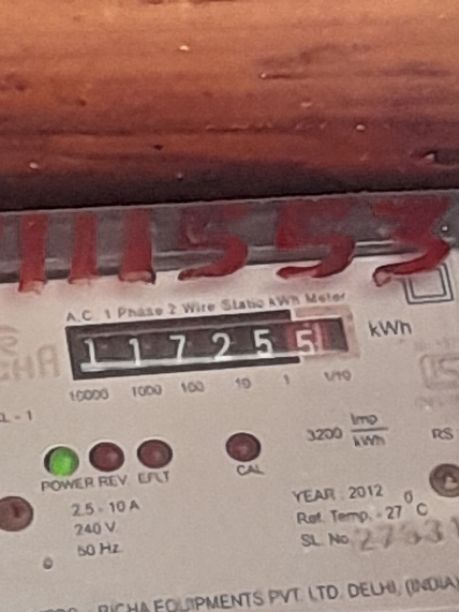 111553
A.C. 1 Phase 2 Wire Static kWh Meter
1 1 7 2 5 5 kWh
10000 1000 100 10 1 1/10
3200 Imp/kWh
RS
POWER REV. E/FLT CAL
2.5 - 10 A
240 V.
50 Hz.
YEAR : 2012
Ref. Temp. - 27 °C
SL. No.
RICHA EQUIPMENTS PVT. LTD. DELHI, (INDIA)